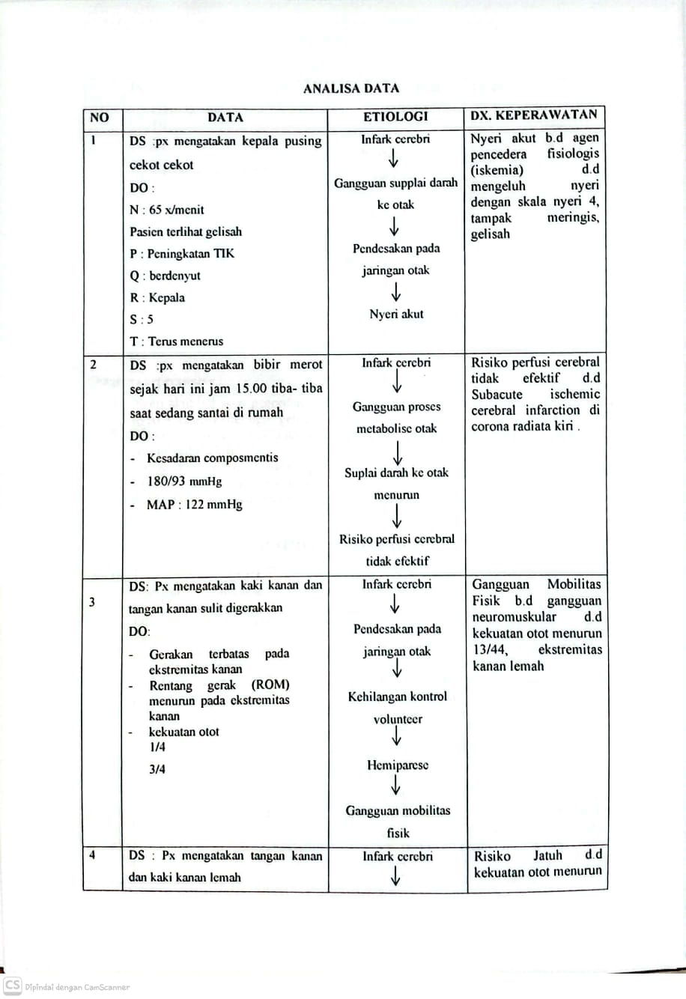 ANALISA DATA
NO DATA ETIOLOGI DX. KEPERAWATAN
1
DS :px mengatakan kepala pusing
cekot cekot
DO :
N : 65 x/menit
Pasien terlihat gelisah
P : Peningkatan TIK
Q : berdenyut
R : Kepala
S : 5
T : Terus menerus
Infark cerebri
↓
Gangguan supplai darah
ke otak
↓
Pendesakan pada
jaringan otak
↓
Nyeri akut
Nyeri akut b.d agen
pencedera fisiologis
(iskemia) d.d
mengeluh nyeri
dengan skala nyeri 4,
tampak meringis,
gelisah
2
DS :px mengatakan bibir merot
sejak hari ini jam 15.00 tiba- tiba
saat sedang santai di rumah
DO :
- Kesadaran composmentis
- 180/93 mmHg
- MAP : 122 mmHg
Infark cerebri
↓
Gangguan proses
metabolise otak
↓
Suplai darah ke otak
menurun
↓
Risiko perfusi cerebral
tidak efektif
Risiko perfusi cerebral
tidak efektif d.d
Subacute ischemic
cerebral infarction di
corona radiata kiri .
3
DS: Px mengatakan kaki kanan dan
tangan kanan sulit digerakkan
DO:
- Gerakan terbatas pada
ekstremitas kanan
- Rentang gerak (ROM)
menurun pada ekstremitas
kanan
- kekuatan otot
1/4
3/4
Infark cerebri
↓
Pendesakan pada
jaringan otak
↓
Kehilangan kontrol
volunteer
↓
Hemiparese
↓
Gangguan mobilitas
fisik
Gangguan Mobilitas
Fisik b.d gangguan
neuromuskular d.d
kekuatan otot menurun
13/44, ekstremitas
kanan lemah
4
DS : Px mengatakan tangan kanan
dan kaki kanan lemah
Infark cerebri
↓
Risiko Jatuh d.d
kekuatan otot menurun
CS Dipindai dengan CamScanner